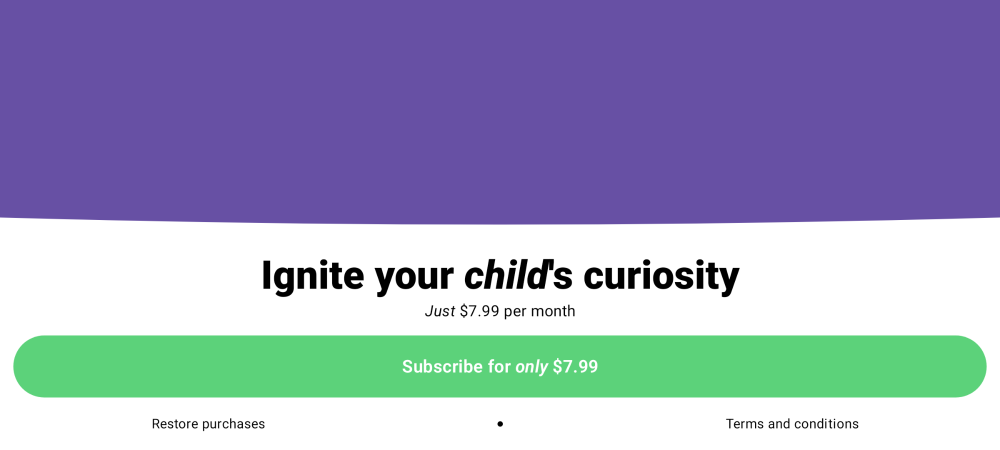 Ignite your child's curiosity
Just $7.99 per month
Subscribe for only $7.99
Restore purchases • Terms and conditions